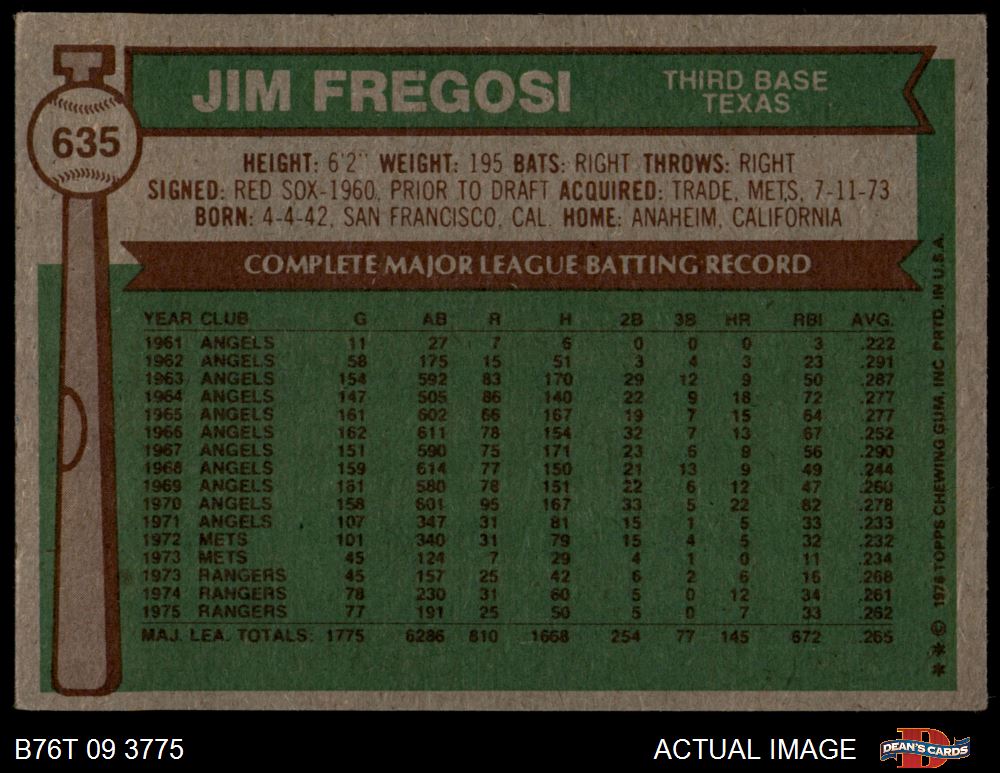 635
JIM FREGOSI
THIRD BASE
TEXAS
HEIGHT: 6'2" WEIGHT: 195 BATS: RIGHT THROWS: RIGHT
SIGNED: RED SOX-1960, PRIOR TO DRAFT ACQUIRED: TRADE, METS, 7-11-73
BORN: 4-4-42, SAN FRANCISCO, CAL. HOME: ANAHEIM, CALIFORNIA
COMPLETE MAJOR LEAGUE BATTING RECORD
YEAR CLUB G AB R H 2B 3B HR RBI AVG.
1961 ANGELS 11 27 7 6 0 0 0 3 .222
1962 ANGELS 58 175 15 51 3 4 3 23 .291
1963 ANGELS 154 592 83 170 29 12 9 50 .287
1964 ANGELS 147 505 86 140 22 9 18 72 .277
1965 ANGELS 161 602 66 167 19 7 15 64 .277
1966 ANGELS 162 611 78 154 32 7 13 67 .252
1967 ANGELS 151 590 75 171 23 6 9 56 .290
1968 ANGELS 159 614 77 150 21 13 9 49 .244
1969 ANGELS 161 580 78 151 22 6 12 47 .260
1970 ANGELS 158 601 95 167 33 5 22 82 .278
1971 ANGELS 107 347 31 81 15 1 5 33 .233
1972 METS 101 340 31 79 15 4 5 32 .232
1973 METS 45 124 7 29 4 1 0 11 .234
1973 RANGERS 45 157 25 42 6 2 6 16 .268
1974 RANGERS 78 230 31 60 5 0 12 34 .261
1975 RANGERS 77 191 25 50 5 0 7 33 .262
MAJ. LEA. TOTALS: 1775 6286 810 1668 254 77 145 672 .265
* * © 1976 TOPPS CHEWING GUM, INC PRTD. IN U.S.A.
B76T 09 3775
ACTUAL IMAGE
B
DEAN'S CARDS